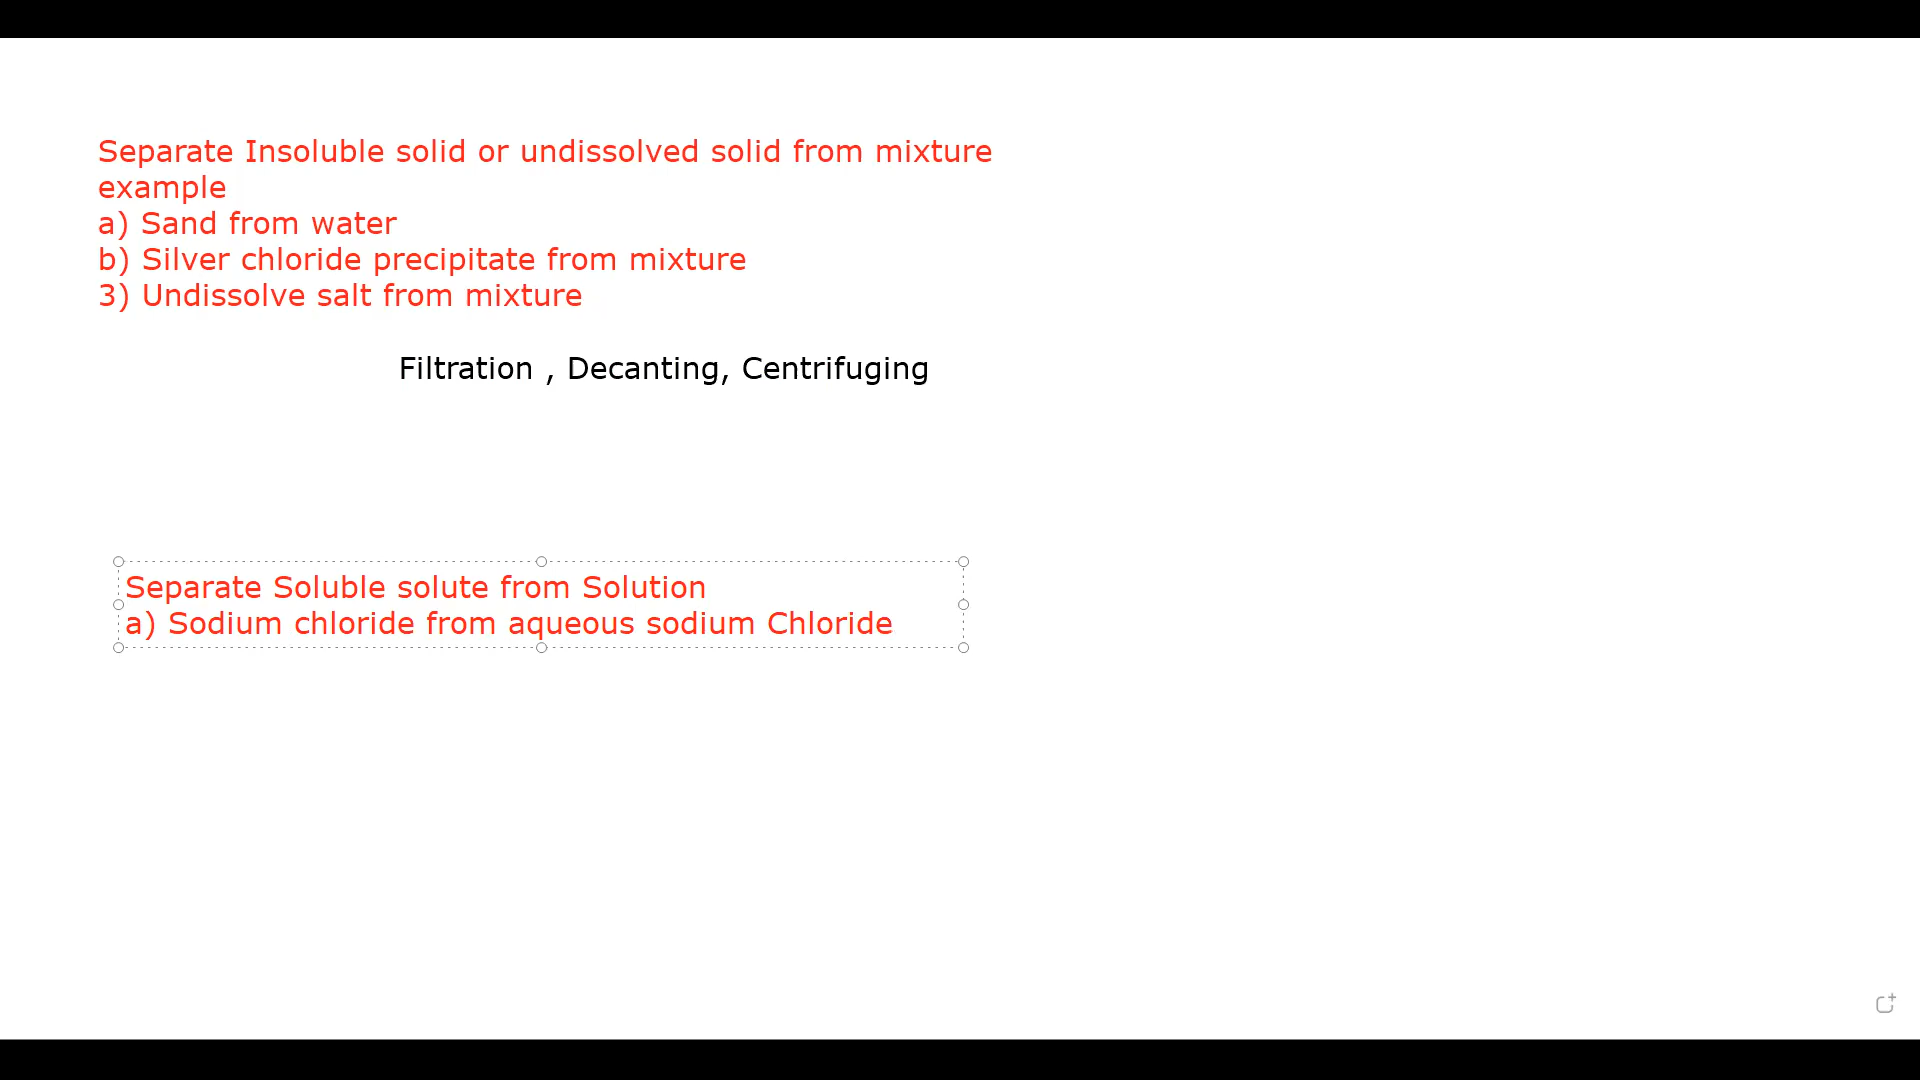 Separate Insoluble solid or undissolved solid from mixture
example
a) Sand from water
b) Silver chloride precipitate from mixture
3) Undissolve salt from mixture
Filtration , Decanting, Centrifuging
Separate Soluble solute from Solution
a) Sodium chloride from aqueous sodium Chloride